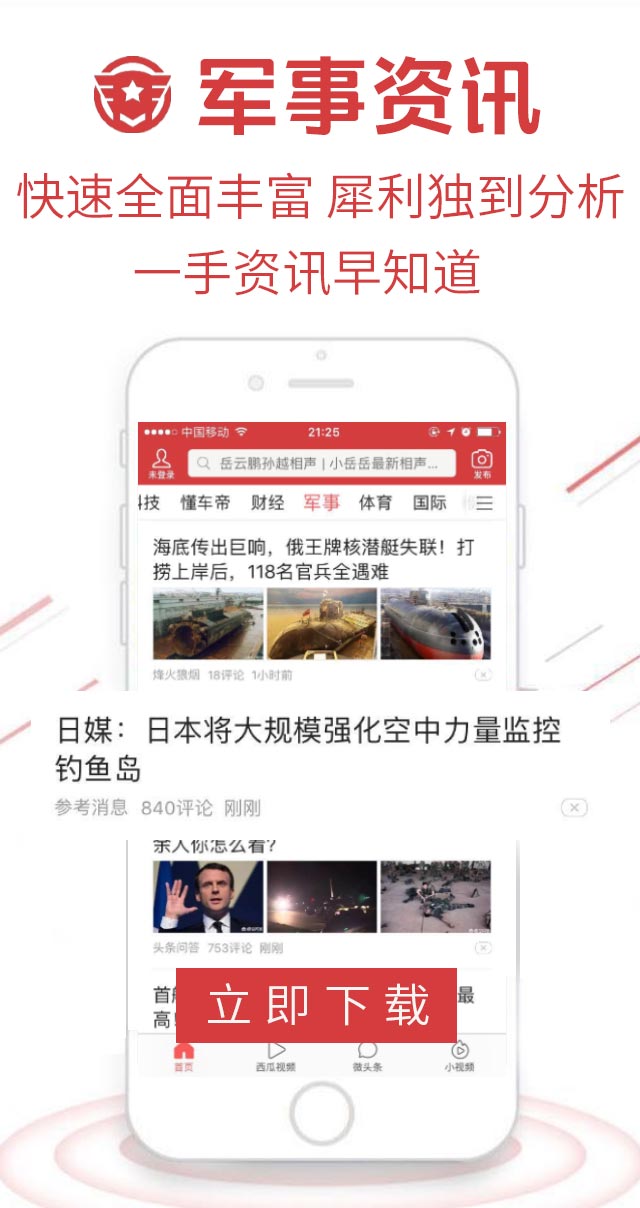 军事资讯
快速全面丰富 犀利独到分析
一手资讯早知道
中国移动
21:25
未登录
岳云鹏孙越相声 | 小岳岳最新相声...
发布
科技 懂车帝 财经 军事 体育 国际
海底传出巨响，俄王牌核潜艇失联！打
捞上岸后，118名官兵全遇难
烽火狼烟 18评论 1小时前
日媒：日本将大规模强化空中力量监控
钓鱼岛
参考消息 840评论 刚刚
余人你怎么看？
头条问答 753评论 刚刚
首 最
高
立即下载
首页 西瓜视频 微头条 小视频